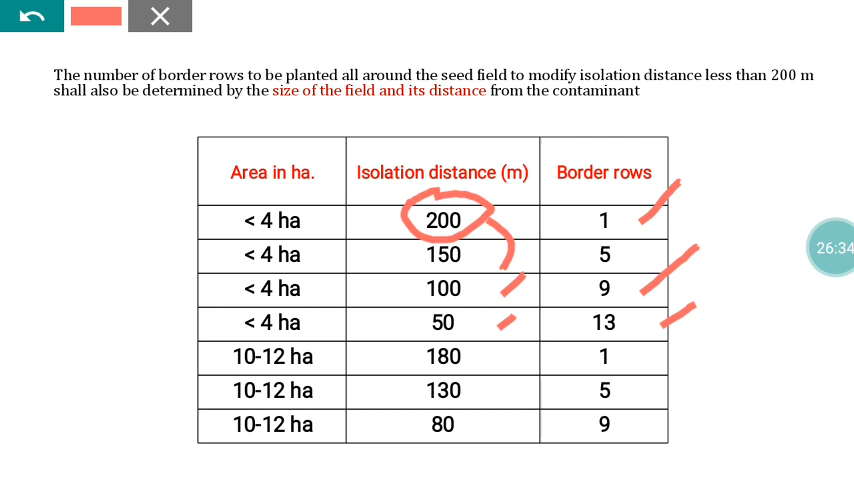 The number of border rows to be planted all around the seed field to modify isolation distance less than 200 m
shall also be determined by the size of the field and its distance from the contaminant
Area in ha. Isolation distance (m) Border rows
< 4 ha 200 1
< 4 ha 150 5
< 4 ha 100 9
< 4 ha 50 13
10-12 ha 180 1
10-12 ha 130 5
10-12 ha 80 9
26:34